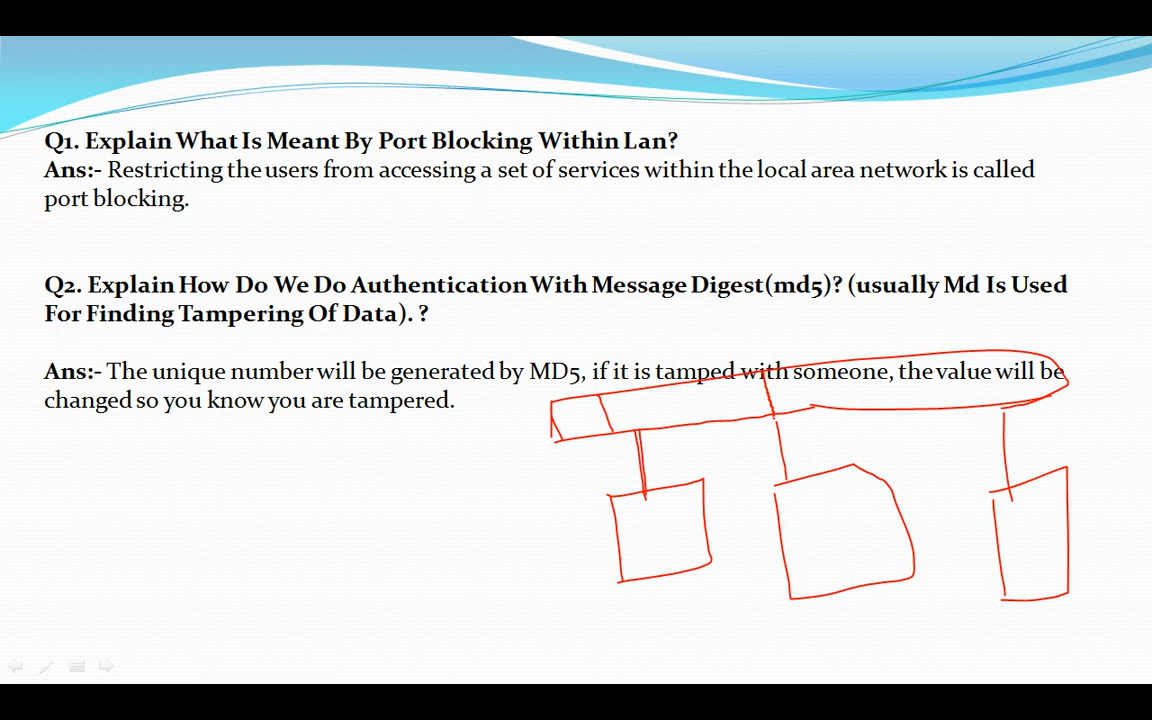 Q1. Explain What Is Meant By Port Blocking Within Lan?
Ans:- Restricting the users from accessing a set of services within the local area network is called
port blocking.
Q2. Explain How Do We Do Authentication With Message Digest(md5)? (usually Md Is Used
For Finding Tampering Of Data). ?
Ans:- The unique number will be generated by MD5, if it is tamped with someone, the value will be
changed so you know you are tampered.